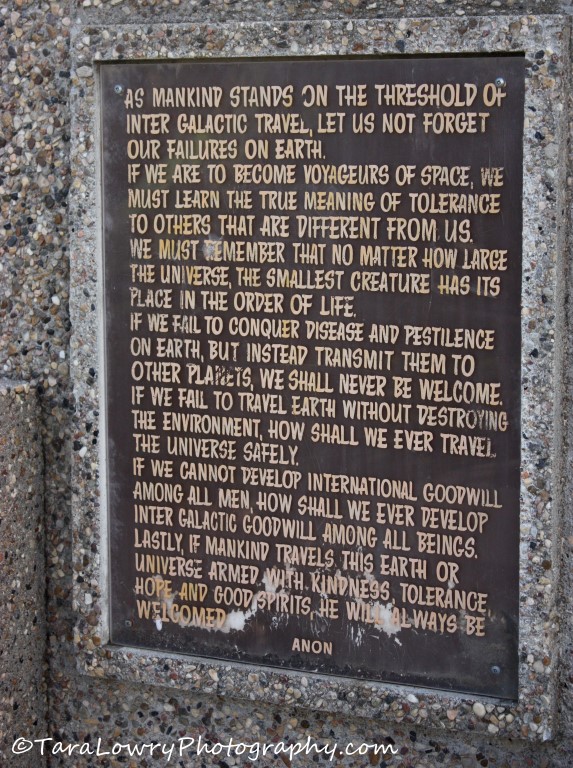 AS MANKIND STANDS ON THE THRESHOLD OF
INTER GALACTIC TRAVEL, LET US NOT FORGET
OUR FAILURES ON EARTH.
IF WE ARE TO BECOME VOYAGEURS OF SPACE, WE
MUST LEARN THE TRUE MEANING OF TOLERANCE
TO OTHERS THAT ARE DIFFERENT FROM US.
WE MUST REMEMBER THAT NO MATTER HOW LARGE
THE UNIVERSE, THE SMALLEST CREATURE HAS ITS
PLACE IN THE ORDER OF LIFE.
IF WE FAIL TO CONQUER DISEASE AND PESTILENCE
ON EARTH, BUT INSTEAD TRANSMIT THEM TO
OTHER PLANETS, WE SHALL NEVER BE WELCOME.
IF WE FAIL TO TRAVEL EARTH WITHOUT DESTROYING
THE ENVIRONMENT, HOW SHALL WE EVER TRAVEL
THE UNIVERSE SAFELY.
IF WE CANNOT DEVELOP INTERNATIONAL GOODWILL
AMONG ALL MEN, HOW SHALL WE EVER DEVELOP
INTER GALACTIC GOODWILL AMONG ALL BEINGS.
LASTLY, IF MANKIND TRAVELS THIS EARTH OR
UNIVERSE ARMED WITH KINDNESS, TOLERANCE,
HOPE AND GOOD SPIRITS, HE WILL ALWAYS BE
WELCOMED
ANON
©TaraLowryPhotography.com